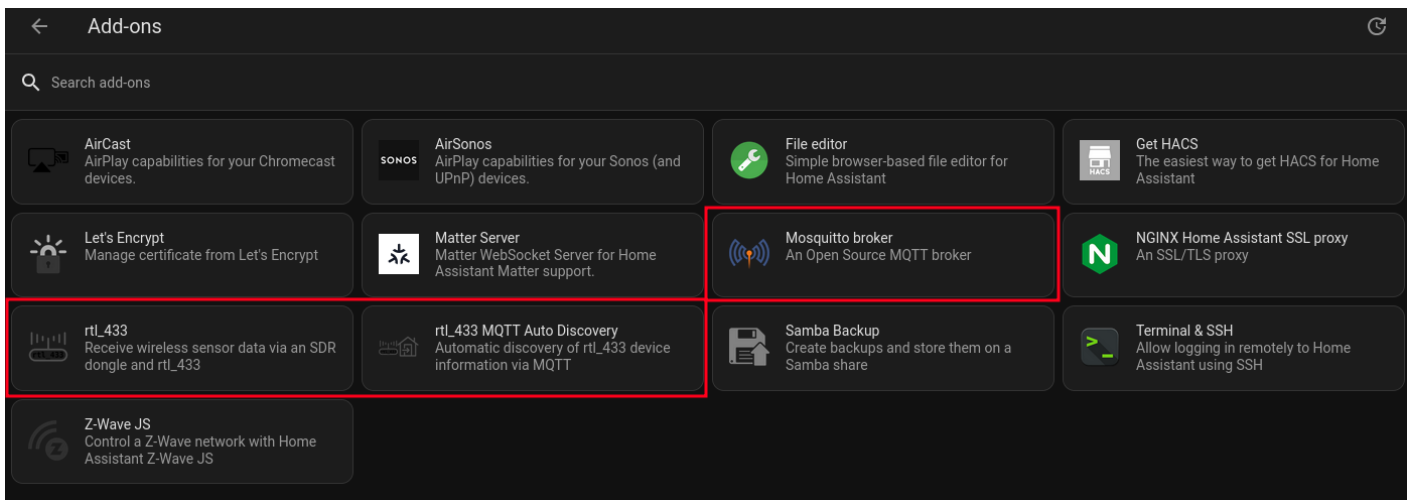 Add-ons
Search add-ons
AirCast
AirPlay capabilities for your Chromecast
devices.
SONOS
AirSonos
AirPlay capabilities for your Sonos (and
UPnP) devices.
File editor
Simple browser-based file editor for
Home Assistant
HACS
Get HACS
The easiest way to get HACS for Home
Assistant
Let's Encrypt
Manage certificate from Let's Encrypt
Matter Server
Matter WebSocket Server for Home
Assistant Matter support.
Mosquitto broker
An Open Source MQTT broker
N
NGINX Home Assistant SSL proxy
An SSL/TLS proxy
rtl_433
rtl_433
Receive wireless sensor data via an SDR
dongle and rtl_433
rtl_433 MQTT Auto Discovery
Automatic discovery of rtl_433 device
information via MQTT
Samba Backup
Create backups and store them on a
Samba share
>_
Terminal & SSH
Allow logging in remotely to Home
Assistant using SSH
Z
Z-Wave JS
Control a Z-Wave network with Home
Assistant Z-Wave JS